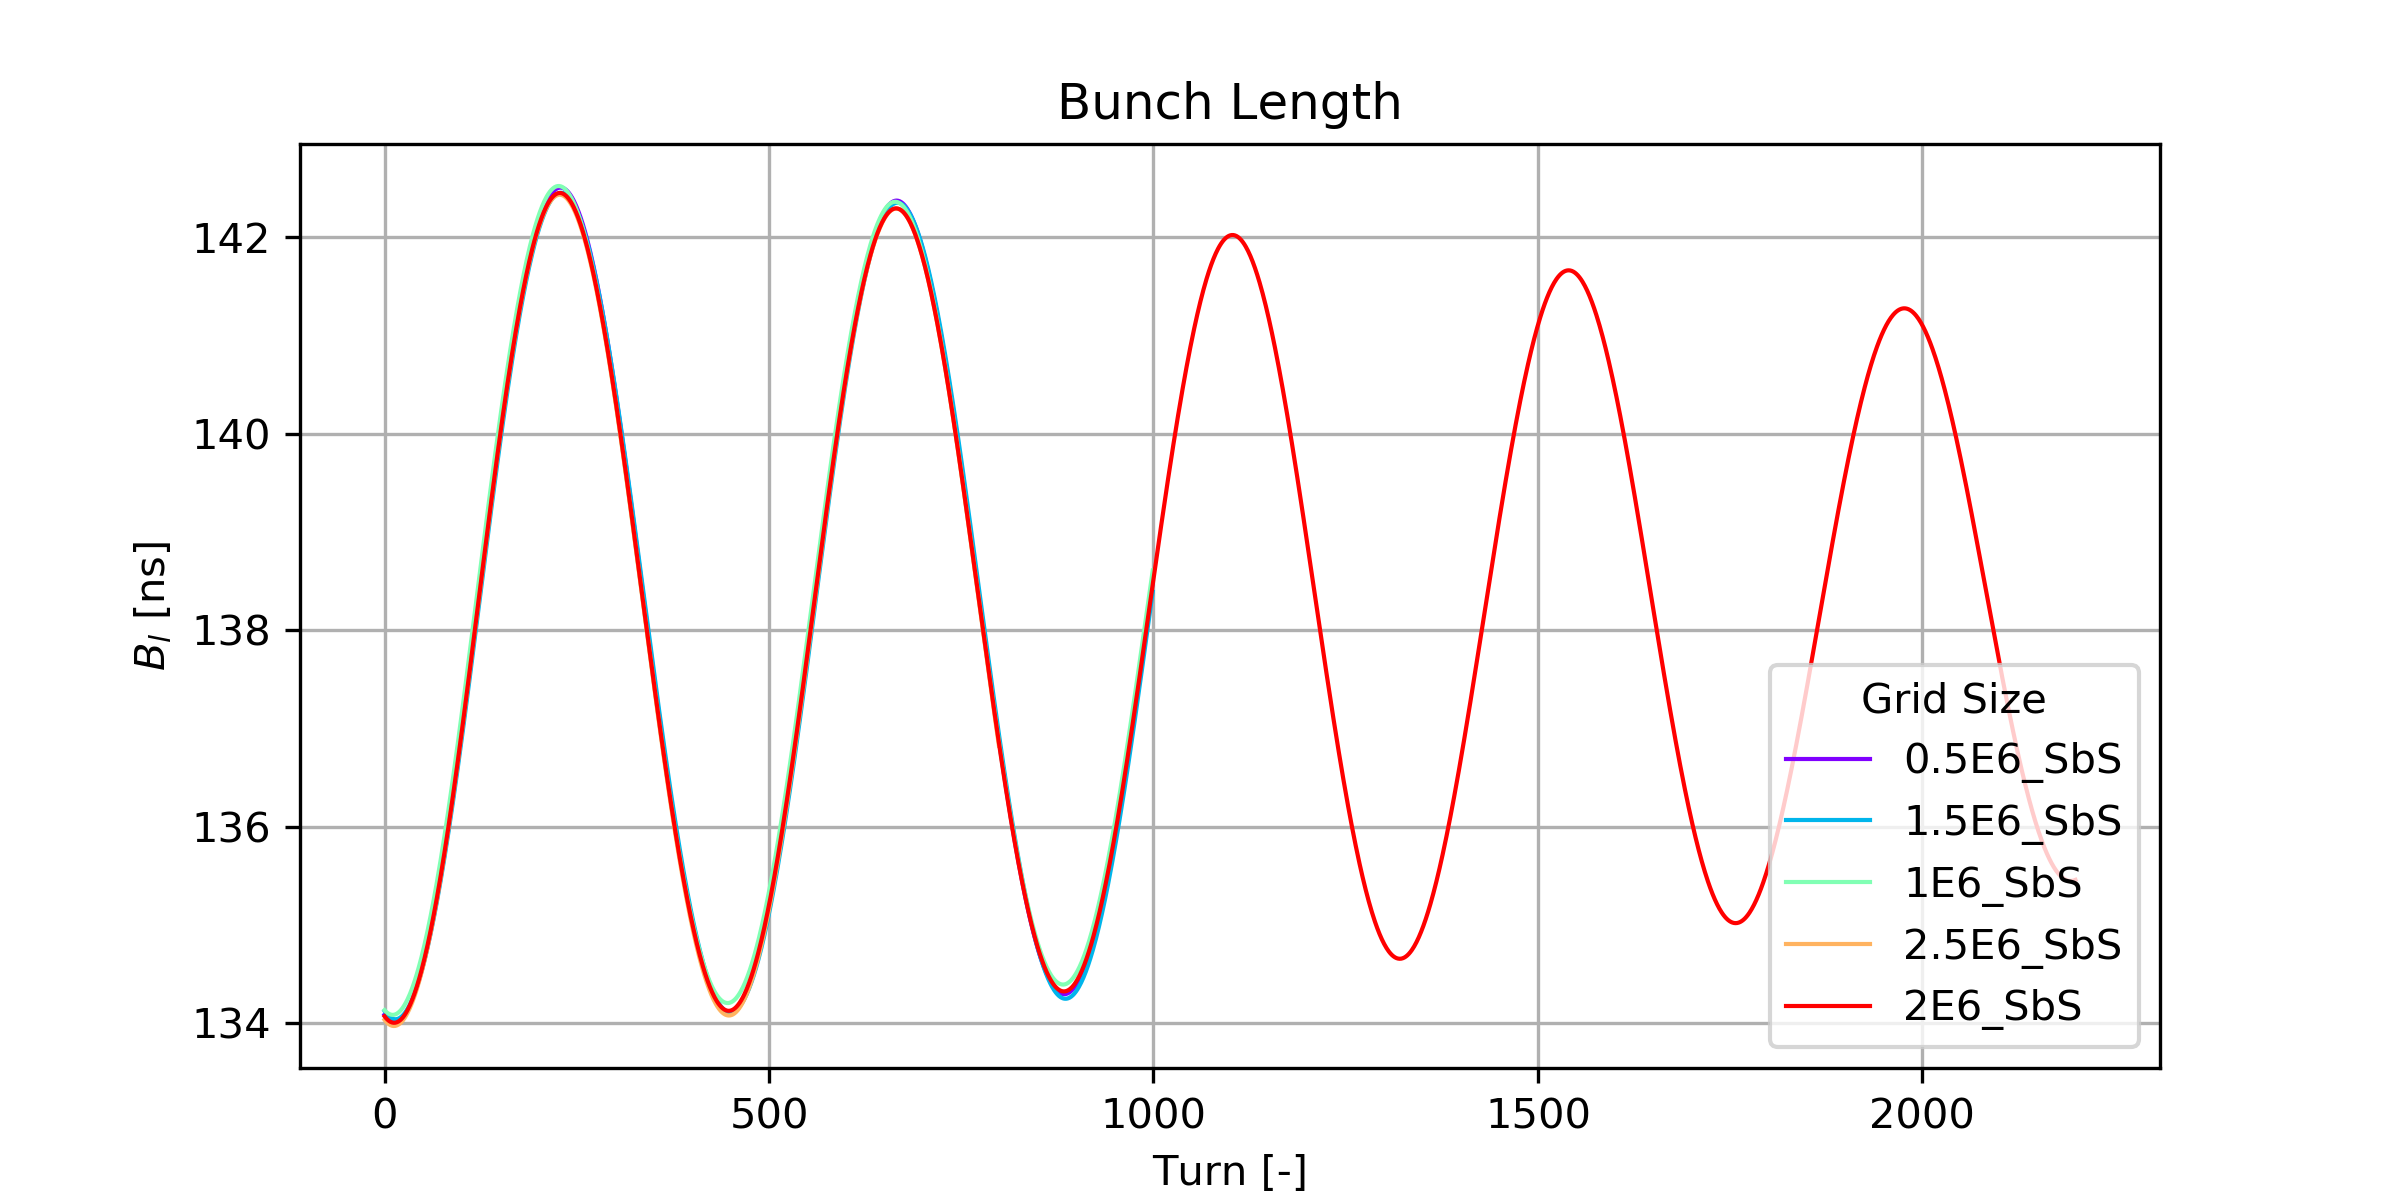 Bunch Length
142
140
138
136
134
B_l [ns]
0 500 1000 1500 2000
Turn [-]
Grid Size
0.5E6_SbS
1.5E6_SbS
1E6_SbS
2.5E6_SbS
2E6_SbS